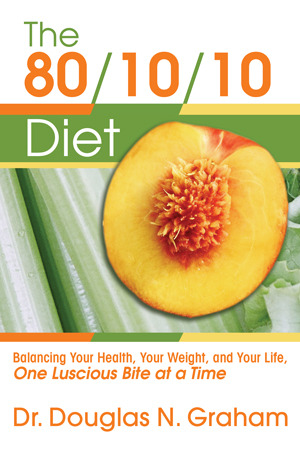 The
80/10/10
Diet
Balancing Your Health, Your Weight, and Your Life,
One Luscious Bite at a Time
Dr. Douglas N. Graham